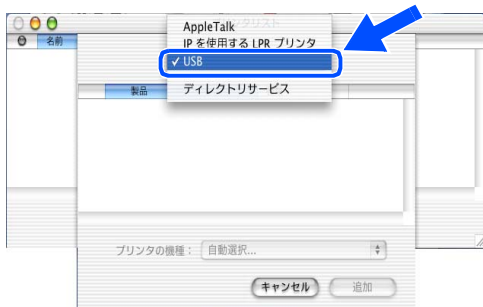 AppleTalk
IP を使用する LPR プリンタ
✓ USB
ディレクトリサービス
名前
製品
プリンタの機種： 自動選択...
キャンセル 追加